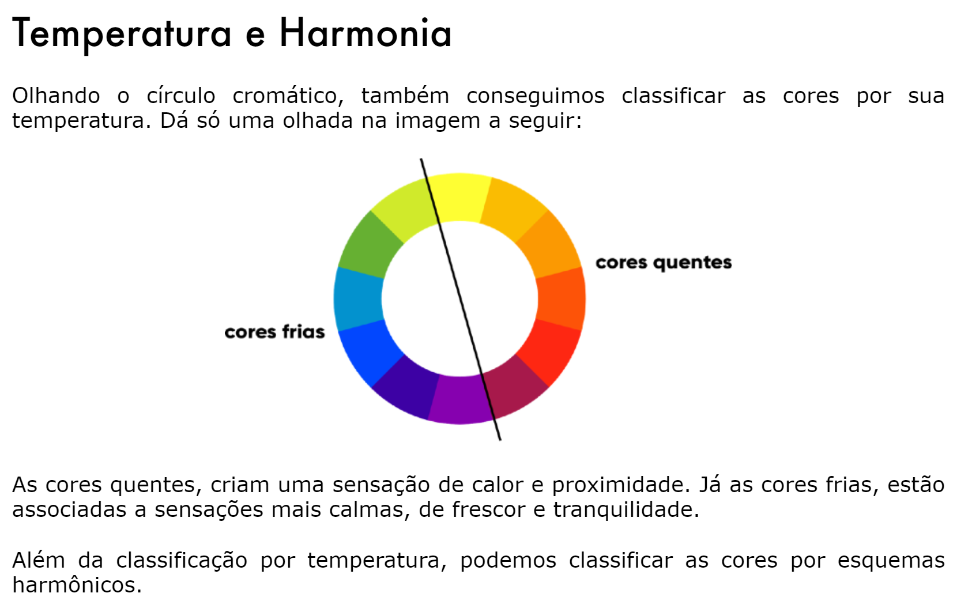 Temperatura e Harmonia
Olhando o círculo cromático, também conseguimos classificar as cores por sua
temperatura. Dá só uma olhada na imagem a seguir:
cores quentes
cores frias
As cores quentes, criam uma sensação de calor e proximidade. Já as cores frias, estão
associadas a sensações mais calmas, de frescor e tranquilidade.
Além da classificação por temperatura, podemos classificar as cores por esquemas
harmônicos.